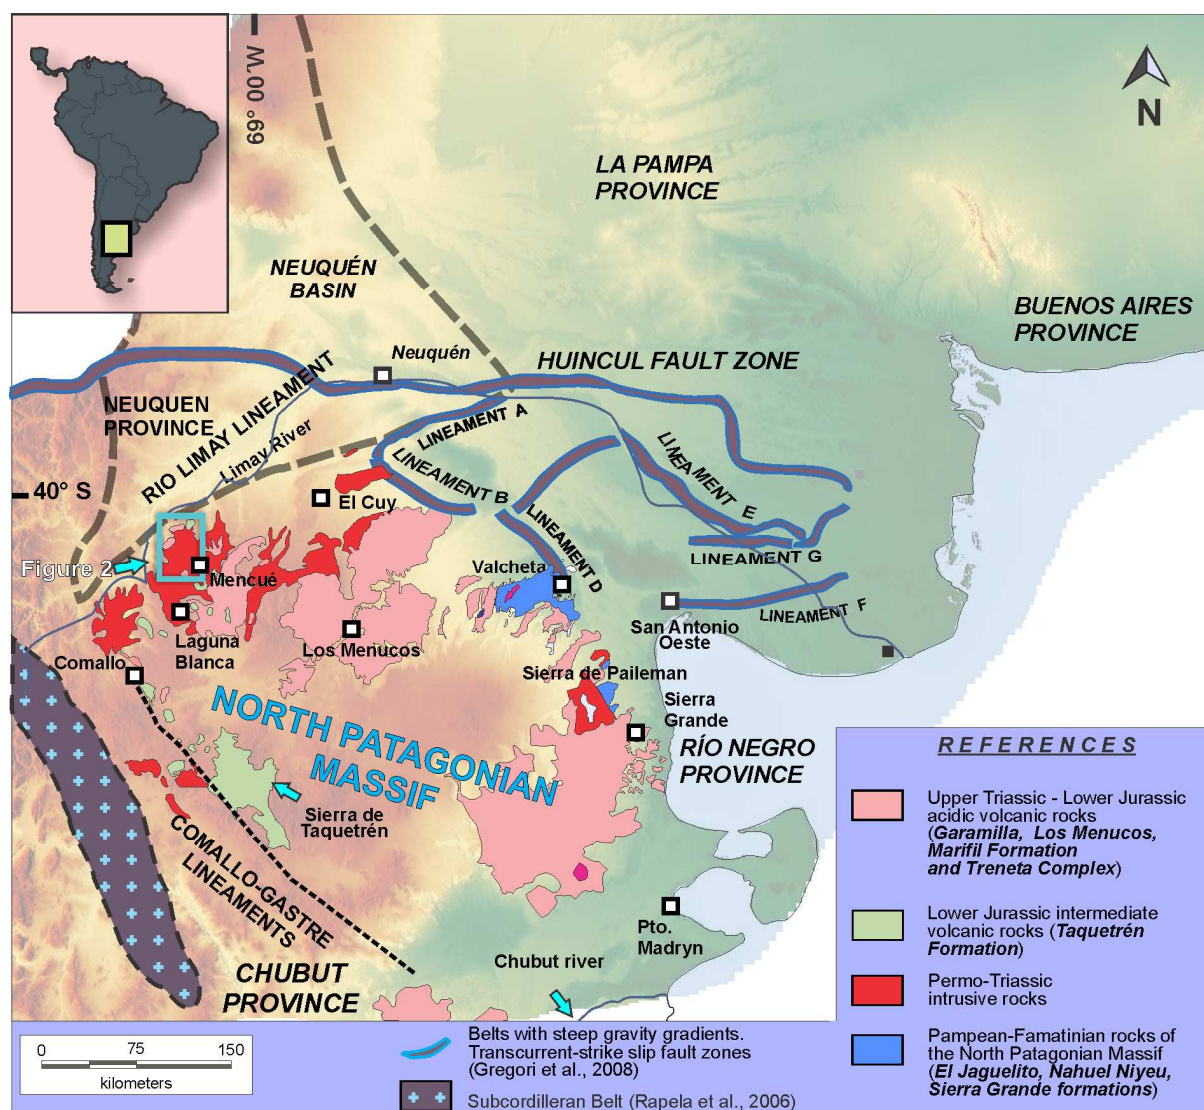 69° 00'W
N
LA PAMPA
PROVINCE
NEUQUÉN
BASIN
BUENOS AIRES
PROVINCE
Neuquén
HUINCUL FAULT ZONE
NEUQUEN
PROVINCE
RIO LIMAY LINEAMENT
Limay River
LINEAMENT A
LINEAMENT B
LINEAMENT E
40° S
El Cuy
LINEAMENT D
LINEAMENT G
Figure 2
Mencué
Valcheta
LINEAMENT F
Laguna
Blanca
Los Menucos
San Antonio
Oeste
Comallo
Sierra de Paileman
Sierra
Grande
NORTH PATAGONIAN
MASSIF
RÍO NEGRO
PROVINCE
Sierra de
Taquetrén
COMALLO-GASTRE
LINEAMENTS
Pto.
Madryn
Chubut river
CHUBUT
PROVINCE
REFERENCES
Upper Triassic - Lower Jurassic
acidic volcanic rocks
(Garamilla, Los Menucos,
Marifil Formation
and Treneta Complex)
Lower Jurassic intermediate
volcanic rocks (Taquetrén
Formation)
Permo-Triassic
intrusive rocks
Pampean-Famatinian rocks of
the North Patagonian Massif
(El Jaguelito, Nahuel Niyeu,
Sierra Grande formations)
0 75 150
kilometers
Belts with steep gravity gradients.
Transcurrent-strike slip fault zones
(Gregori et al., 2008)
Subcordilleran Belt (Rapela et al., 2006)